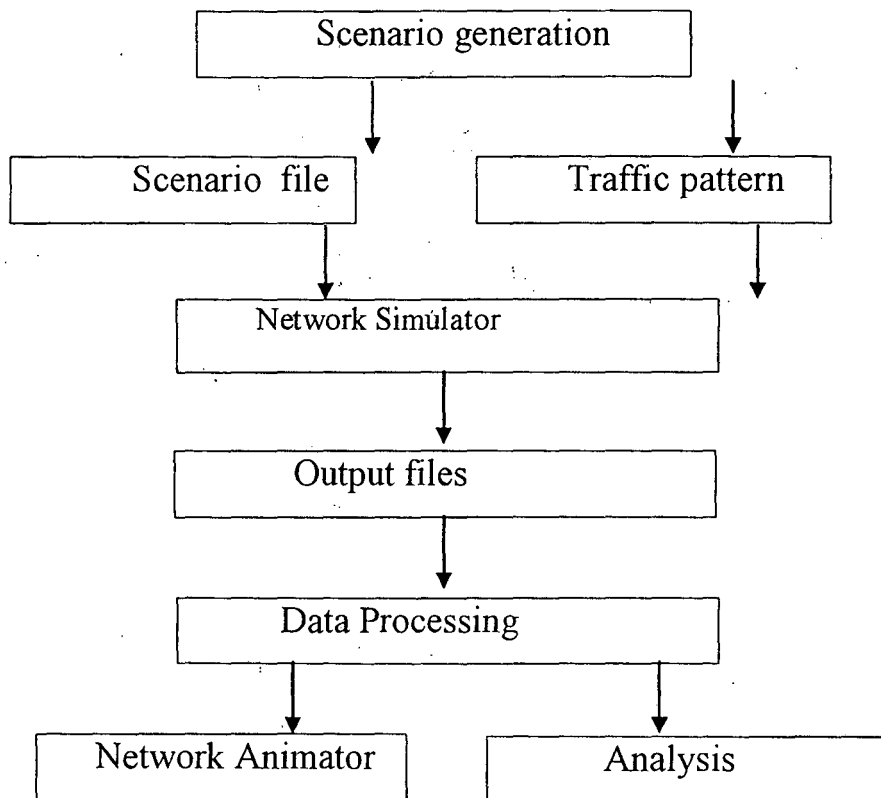 Scenario generation
Scenario file
Traffic pattern
Network Simulator
Output files
Data Processing
Network Animator
Analysis